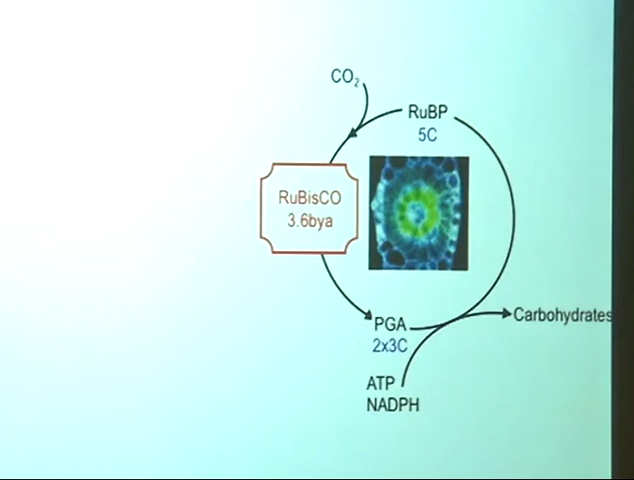 CO₂
RuBP
5C
RuBisCO
3.6bya
PGA
2x3C
Carbohydrates
ATP
NADPH